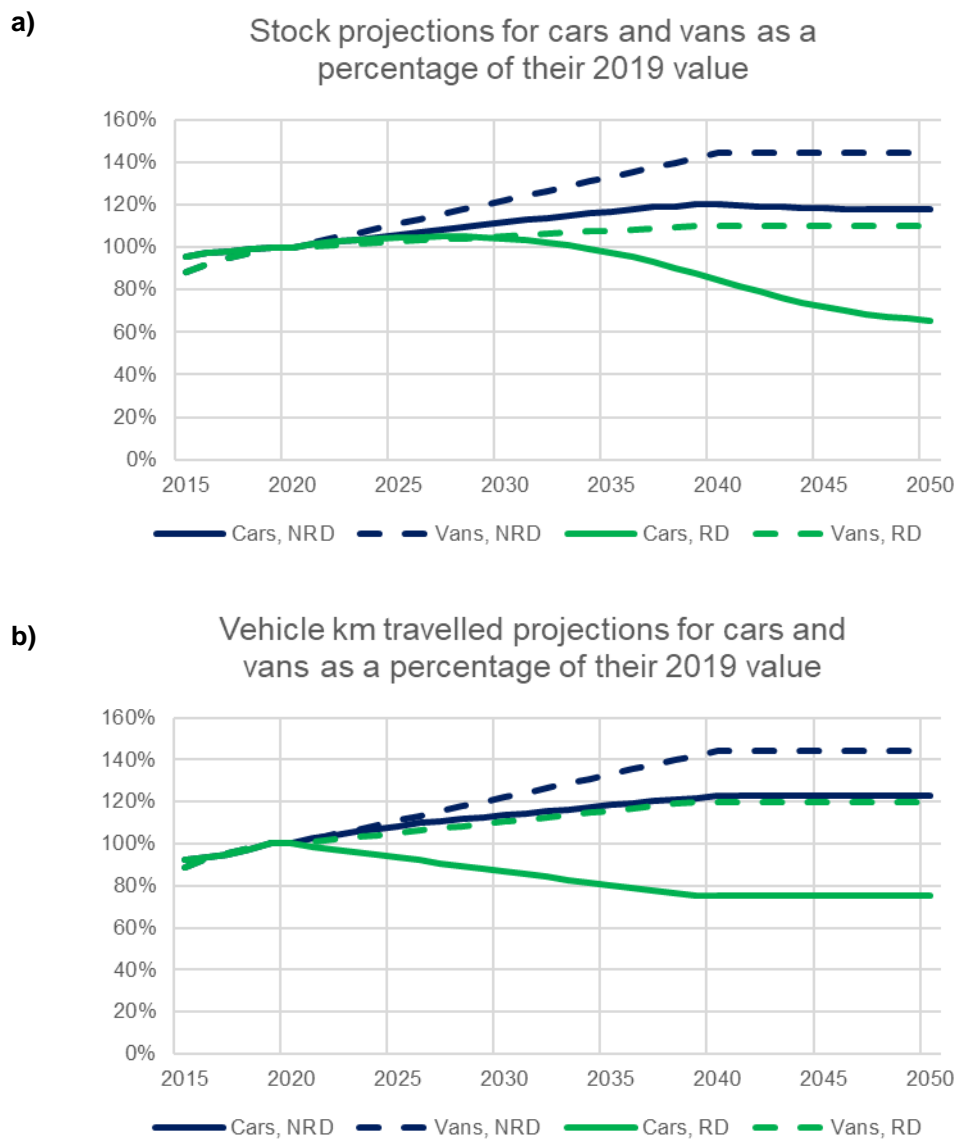 a)
Stock projections for cars and vans as a
percentage of their 2019 value
160%
140%
120%
100%
80%
60%
40%
20%
0%
2015 2020 2025 2030 2035 2040 2045 2050
Cars, NRD Vans, NRD Cars, RD Vans, RD
b)
Vehicle km travelled projections for cars and
vans as a percentage of their 2019 value
160%
140%
120%
100%
80%
60%
40%
20%
0%
2015 2020 2025 2030 2035 2040 2045 2050
Cars, NRD Vans, NRD Cars, RD Vans, RD